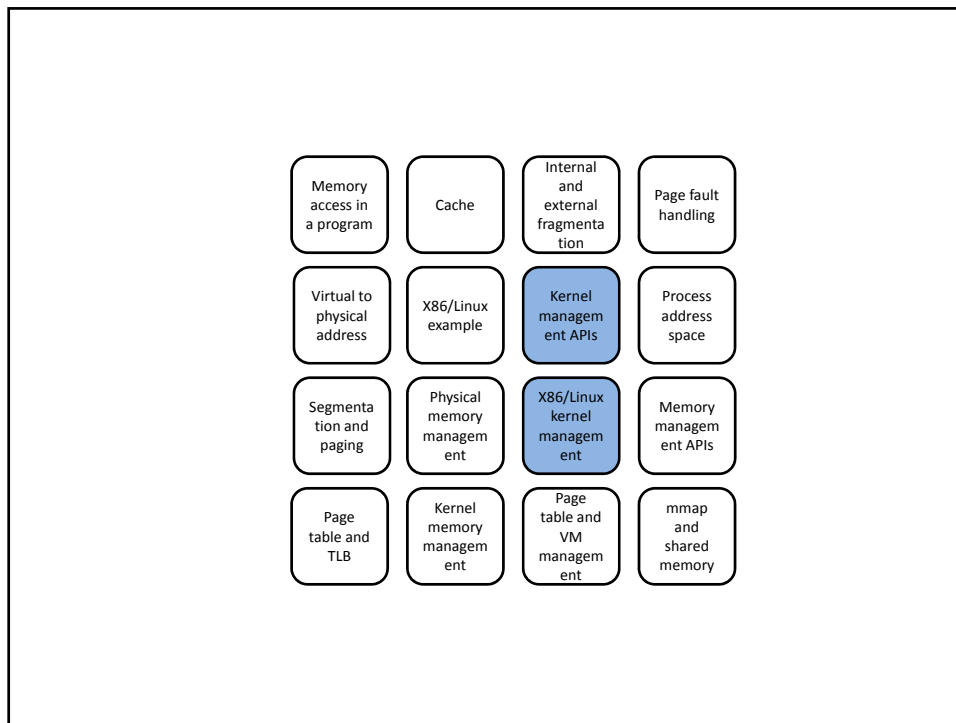 Memory
access in
a program
Cache
Internal
and
external
fragmenta
tion
Page fault
handling
Virtual to
physical
address
X86/Linux
example
Kernel
managem
ent APIs
Process
address
space
Segmenta
tion and
paging
Physical
memory
managem
ent
X86/Linux
kernel
managem
ent
Memory
managem
ent APIs
Page
table and
TLB
Kernel
memory
managem
ent
Page
table and
VM
managem
ent
mmap
and
shared
memory